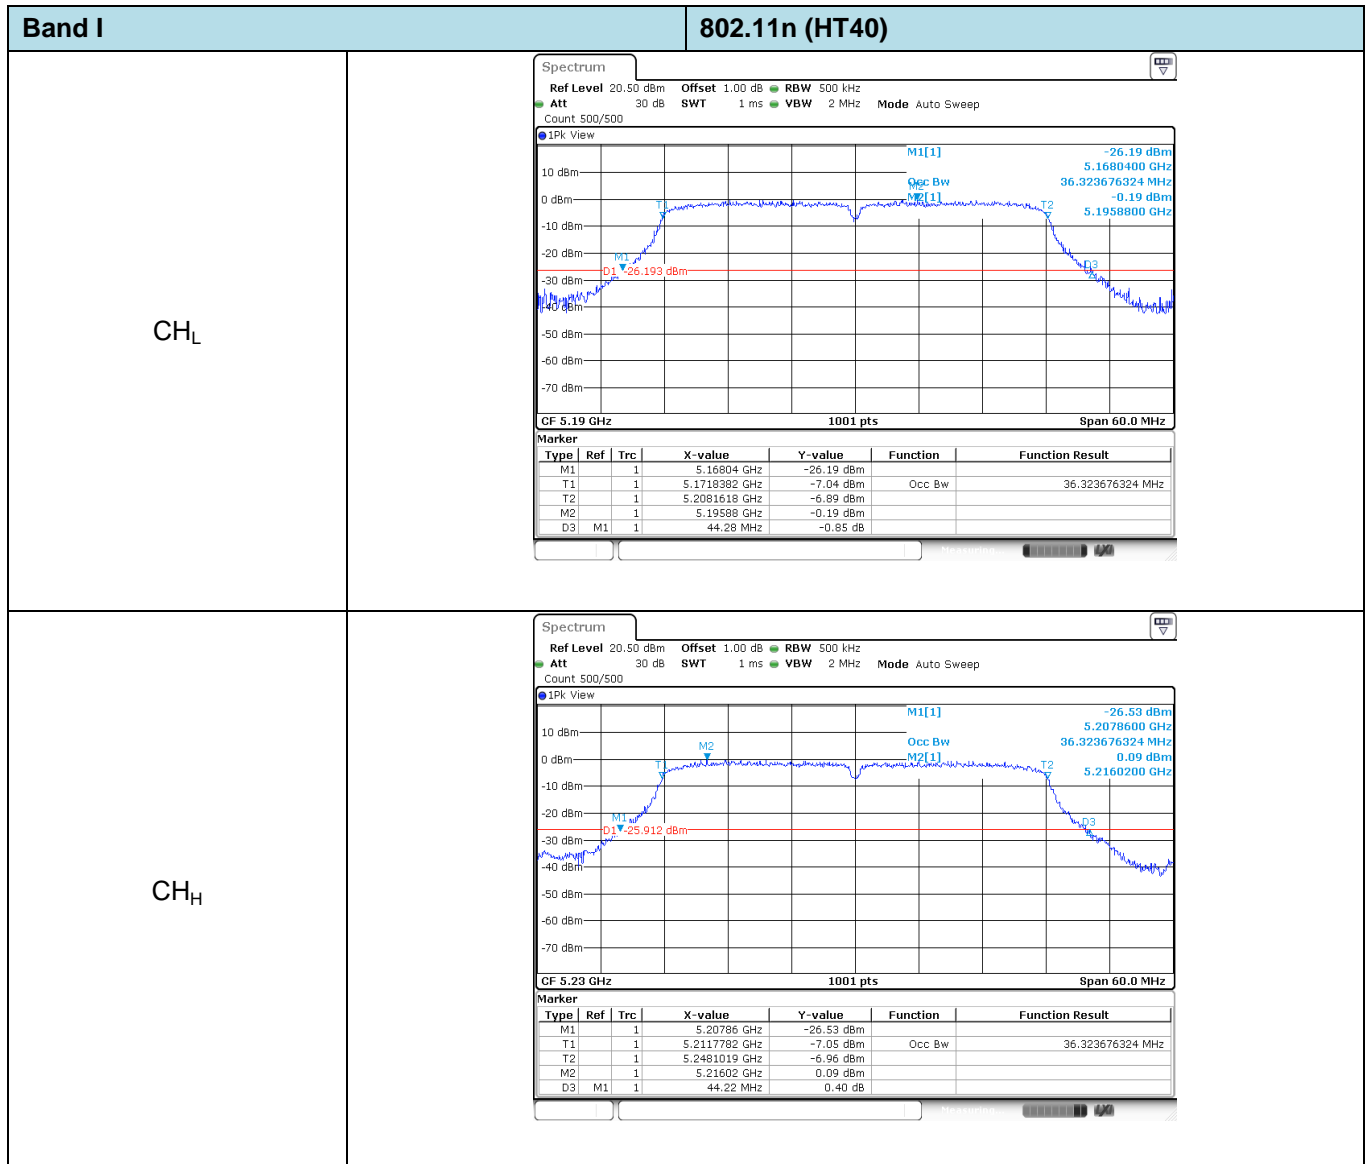 Band I 802.11n (HT40)
CHL
Spectrum
Ref Level 20.50 dBm Offset 1.00 dB RBW 500 kHz
Att 30 dB SWT 1 ms VBW 2 MHz Mode Auto Sweep
Count 500/500
1Pk View
M1[1] -26.19 dBm
5.1680400 GHz
Occ Bw 36.323676324 MHz
M2[1] -0.19 dBm
5.1958800 GHz
10 dBm
0 dBm
-10 dBm
-20 dBm
-30 dBm
-40 dBm
-50 dBm
-60 dBm
-70 dBm
M2
T1
T2
M1
D1 -26.193 dBm
D3
CF 5.19 GHz 1001 pts Span 60.0 MHz
Marker
Type Ref Trc X-value Y-value Function Function Result
M1 1 5.16804 GHz -26.19 dBm
T1 1 5.1718382 GHz -7.04 dBm Occ Bw 36.323676324 MHz
T2 1 5.2081618 GHz -6.89 dBm
M2 1 5.19588 GHz -0.19 dBm
D3 M1 1 44.28 MHz -0.85 dB
Measuring...
CHH
Spectrum
Ref Level 20.50 dBm Offset 1.00 dB RBW 500 kHz
Att 30 dB SWT 1 ms VBW 2 MHz Mode Auto Sweep
Count 500/500
1Pk View
M1[1] -26.53 dBm
5.2078600 GHz
Occ Bw 36.323676324 MHz
M2[1] 0.09 dBm
5.2160200 GHz
10 dBm
0 dBm
-10 dBm
-20 dBm
-30 dBm
-40 dBm
-50 dBm
-60 dBm
-70 dBm
M2
T1
T2
M1
D1 -25.912 dBm
D3
CF 5.23 GHz 1001 pts Span 60.0 MHz
Marker
Type Ref Trc X-value Y-value Function Function Result
M1 1 5.20786 GHz -26.53 dBm
T1 1 5.2117782 GHz -7.05 dBm Occ Bw 36.323676324 MHz
T2 1 5.2481019 GHz -6.96 dBm
M2 1 5.21602 GHz 0.09 dBm
D3 M1 1 44.22 MHz 0.40 dB
Measuring...